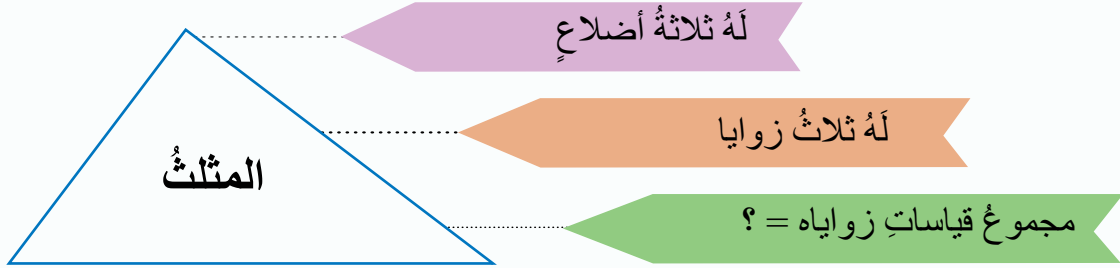 لَهُ ثلاثةُ أضلاعٍ
لَهُ ثلاثُ زوايا
المثلثُ
مجموعُ قياساتِ زواياه = ؟